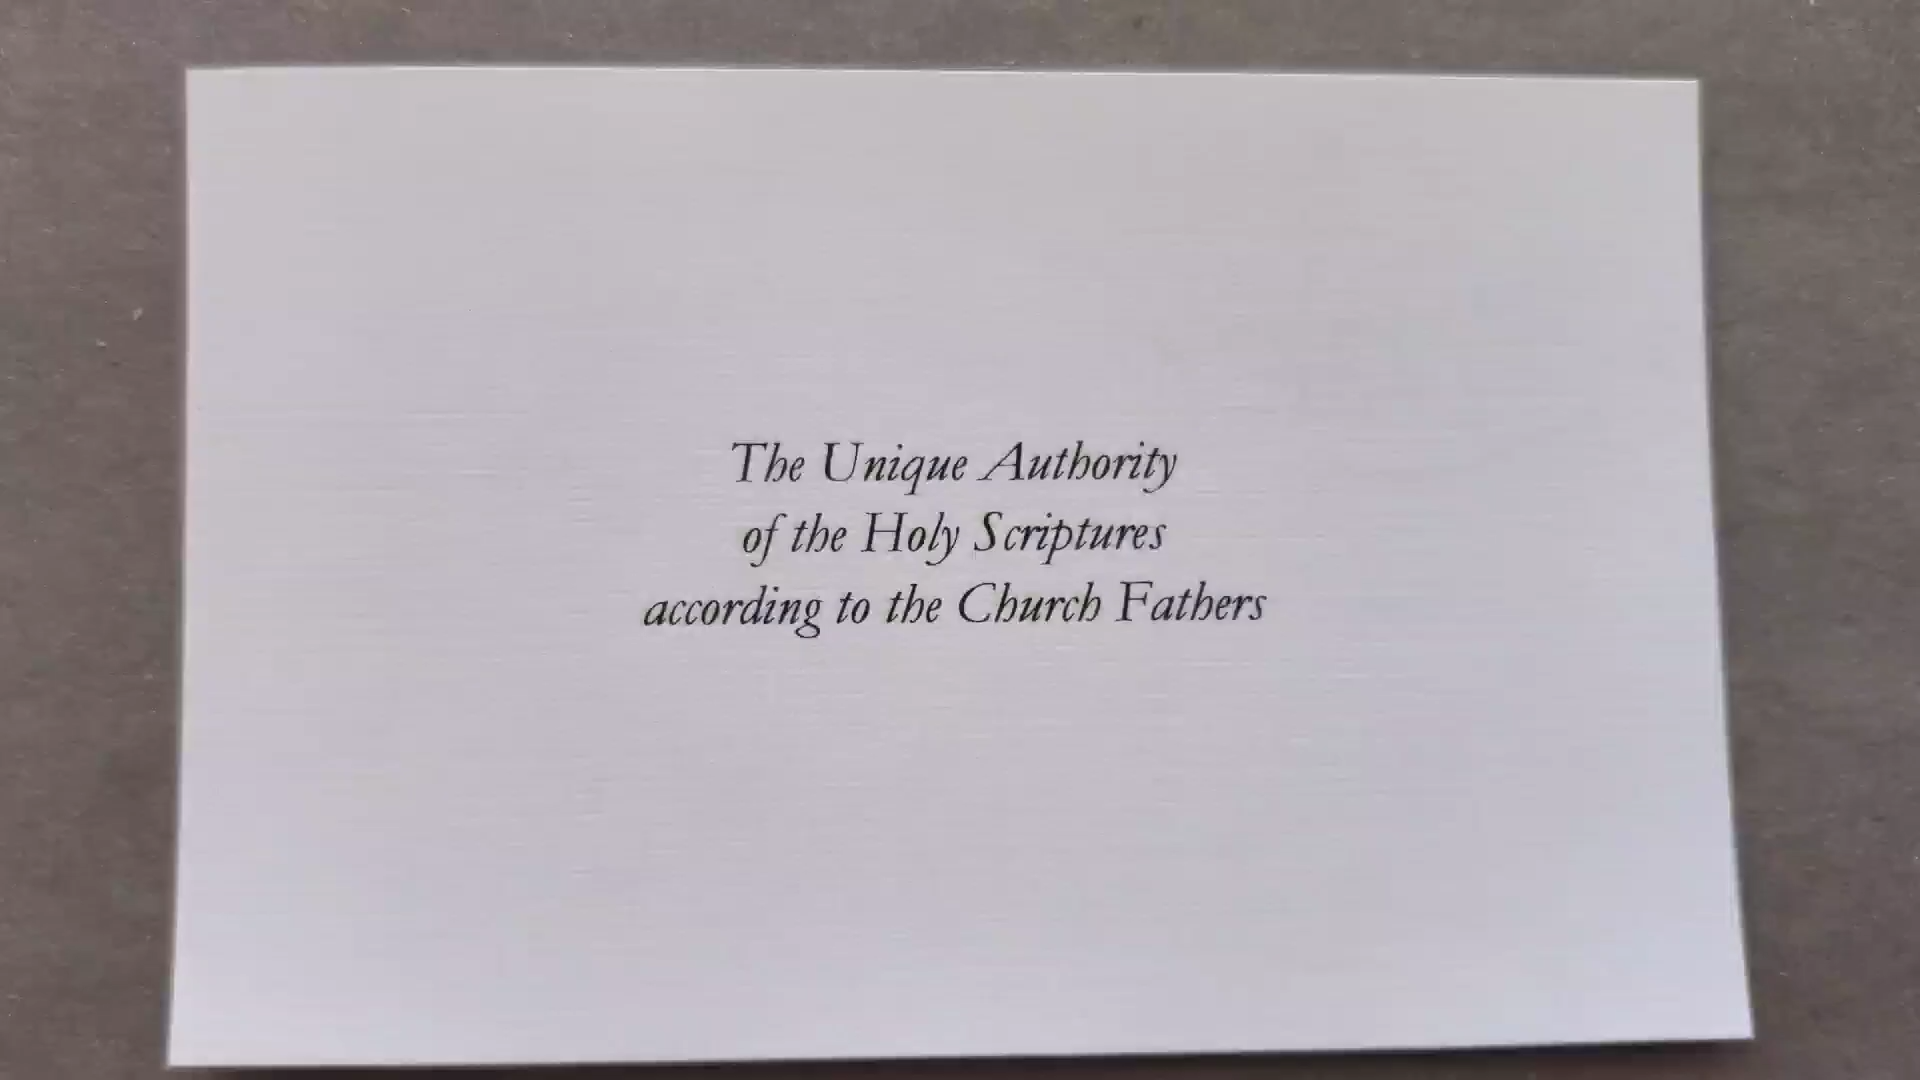 The Unique Authority
of the Holy Scriptures
according to the Church Fathers